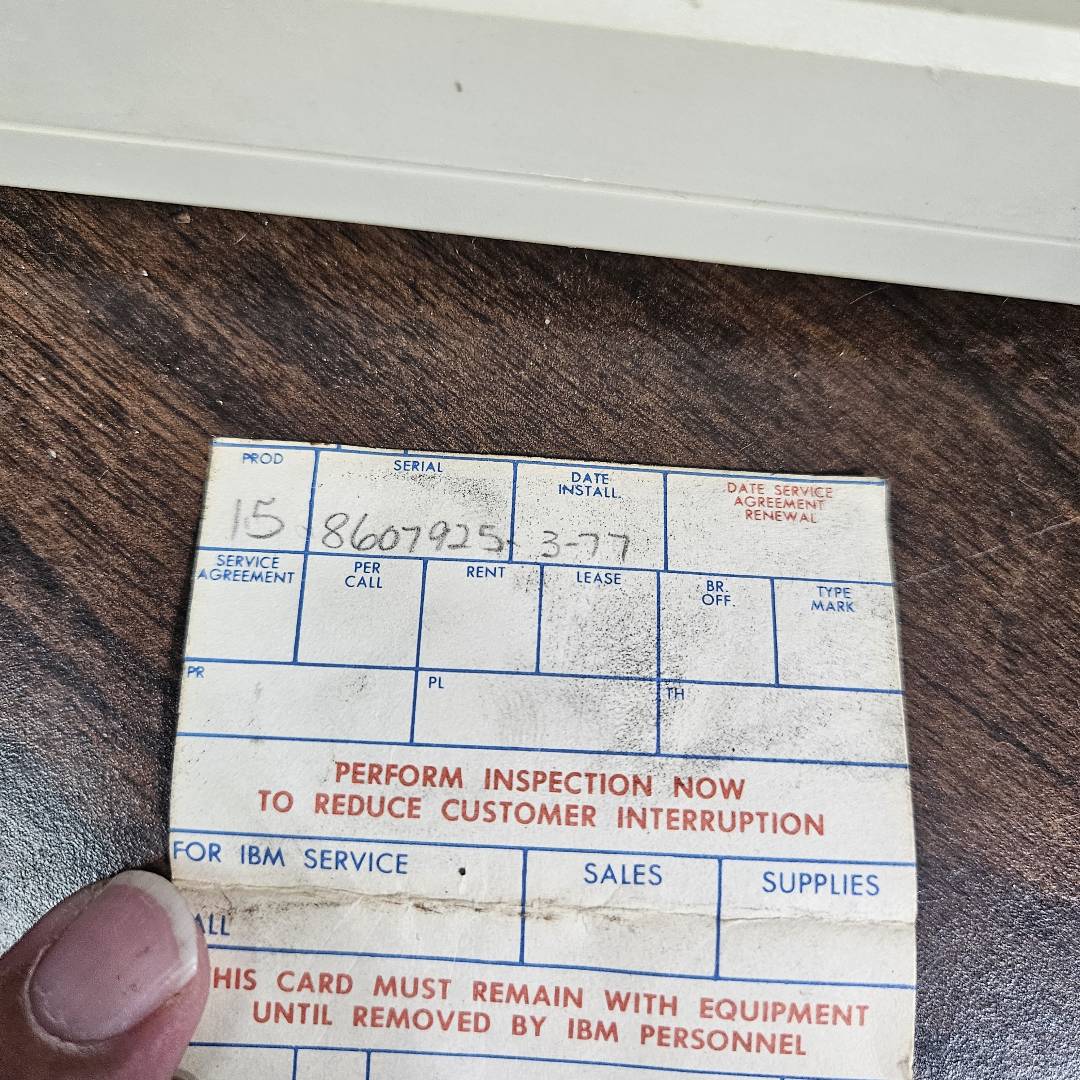 PROD SERIAL DATE INSTALL. DATE SERVICE AGREEMENT RENEWAL
15 8607925 3-77
SERVICE AGREEMENT PER CALL RENT LEASE BR. OFF. TYPE MARK
PR PL TH
PERFORM INSPECTION NOW
TO REDUCE CUSTOMER INTERRUPTION
FOR IBM SERVICE SALES SUPPLIES
ALL
HIS CARD MUST REMAIN WITH EQUIPMENT
UNTIL REMOVED BY IBM PERSONNEL